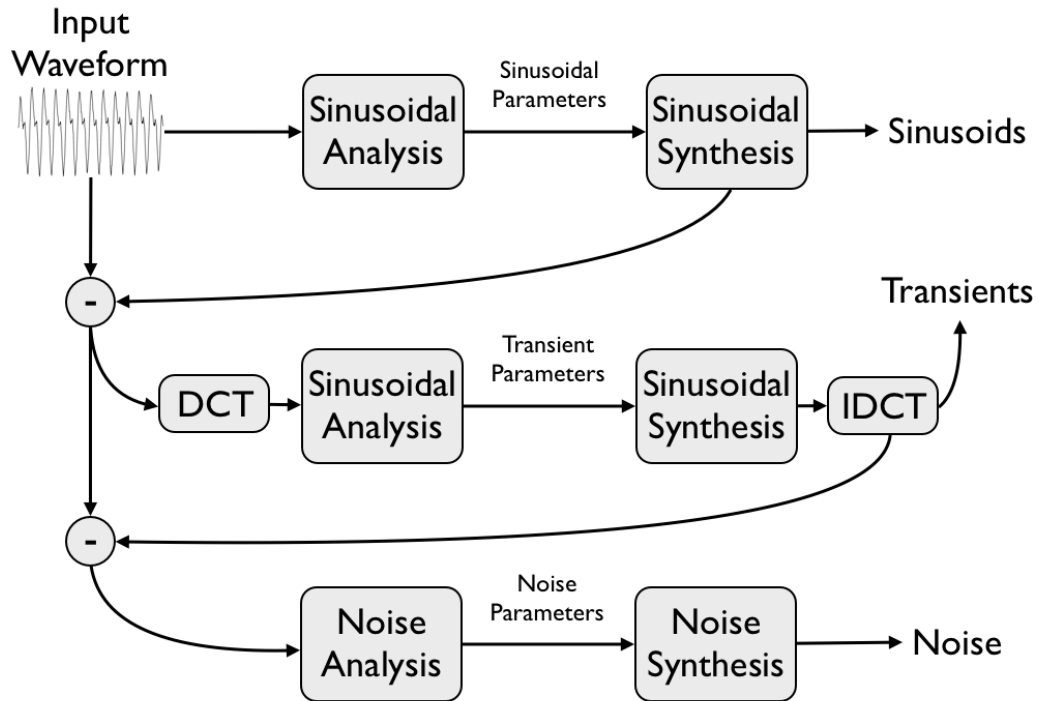 Input
Waveform
Sinusoidal
Analysis
Sinusoidal
Parameters
Sinusoidal
Synthesis
Sinusoids
-
Transients
DCT
Sinusoidal
Analysis
Transient
Parameters
Sinusoidal
Synthesis
IDCT
-
Noise
Analysis
Noise
Parameters
Noise
Synthesis
Noise